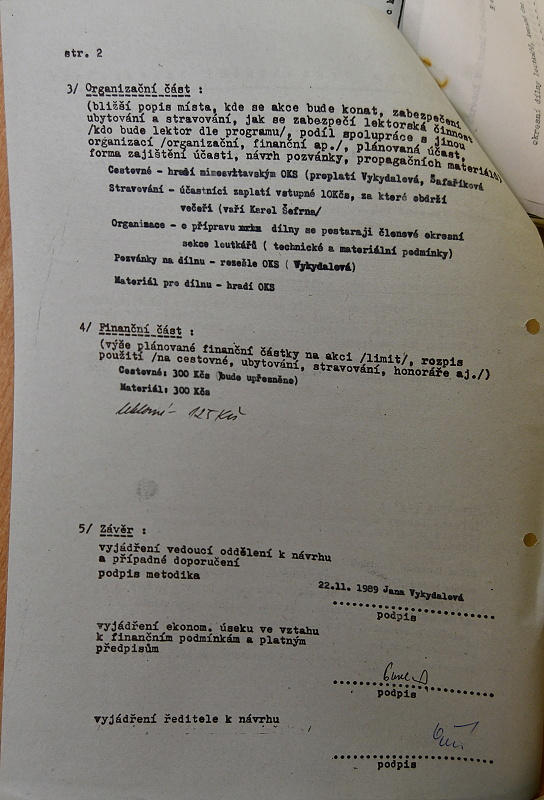 str. 2
3/ Organizační část :
(bližší popis místa, kde se akce bude konat, zabezpečení
ubytování a stravování, jak se zabezpečí lektorská činnost
/kdo bude lektor dle programu/, podíl spolupráce s jinou
organizací /organizační, finanční ap./, plánovaná účast,
forma zajištění účasti, návrh pozvánky, propagačních materiálů)
Cestovné - hradí mimosvitavským OKS (proplatí Vykydalová, Šafaříková
Stravování - účastníci zaplatí vstupné 10Kčs, za které obdrží
večeři (vaří Karel Šefrna/
Organizace - o přípravu dílny se postarají členové okresní
sekce loutkářů ( technické a materiální podmínky)
Pozvánky na dílnu - rozešle OKS ( Vykydalová)
Materiál pro dílnu - hradí OKS
4/ Finanční část :
(výše plánované finanční částky na akci /limit/, rozpis
použití /na cestovné, ubytování, stravování, honoráře aj./)
Cestovné: 300 Kčs (bude upřesněno)
Materiál: 300 Kčs
125 Kčs
5/ Závěr :
vyjádření vedoucí oddělení k návrhu
a případné doporučení
podpis metodika
22.11. 1989 Jana Vykydalová
podpis
vyjádření ekonom. úseku ve vztahu
k finančním podmínkám a platným
předpisům
podpis
vyjádření ředitele k návrhu
podpis